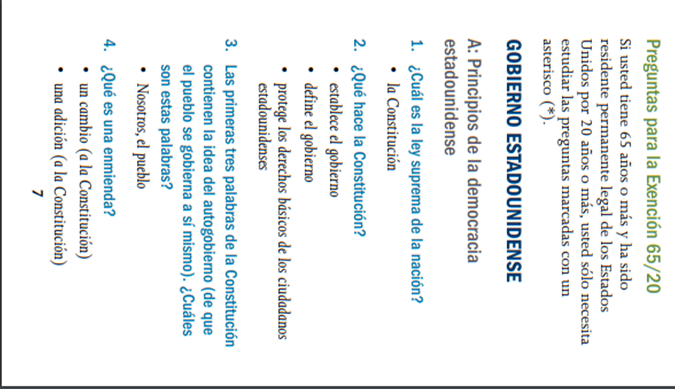 Preguntas para la Exención 65/20
Si usted tiene 65 años o más y ha sido
residente permanente legal de los Estados
Unidos por 20 años o más, usted sólo necesita
estudiar las preguntas marcadas con un
asterisco (*).
GOBIERNO ESTADOUNIDENSE
A: Principios de la democracia
estadounidense
1. ¿Cuál es la ley suprema de la nación?
• la Constitución
2. ¿Qué hace la Constitución?
• establece el gobierno
• define el gobierno
• protege los derechos básicos de los ciudadanos
estadounidenses
3. Las primeras tres palabras de la Constitución
contienen la idea del autogobierno (de que
el pueblo se gobierna a sí mismo). ¿Cuáles
son estas palabras?
• Nosotros, el pueblo
4. ¿Qué es una enmienda?
• un cambio (a la Constitución)
• una adición (a la Constitución)
7